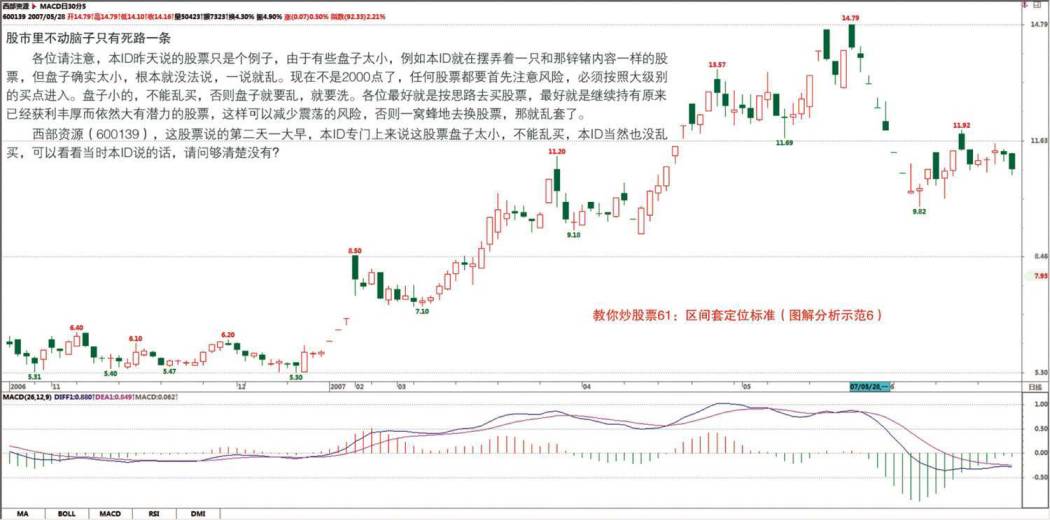 西部资源 ▶ MACD日30分5
600139 2007/05/28 开14.79↑高14.79↑低14.10↑收14.16↑量50423↑额7323↑换4.30% 振4.90% 涨(0.07)0.50% 指数(92.33)2.21%
14.79
14.79
股市里不动脑子只有死路一条
各位请注意，本ID昨天说的股票只是个例子，由于有些盘子太小，例如本ID就在摆弄着一只和那锌锗内容一样的股
票，但盘子确实太小，根本就没法说，一说就乱。现在不是2000点了，任何股票都要首先注意风险，必须按照大级别
的买点进入。盘子小的，不能乱买，否则盘子就要乱，就要洗。各位最好就是按思路去买股票，最好就是继续持有原来
已经获利丰厚而依然大有潜力的股票，这样可以减少震荡的风险，否则一窝蜂地去换股票，那就乱套了。
西部资源（600139），这股票说的第二天一大早，本ID专门上来说这股票盘子太小，不能乱买，本ID当然也没乱
买，可以看看当时本ID说的话，请问够清楚没有？
13.57
11.92
11.63
11.69
11.20
9.82
9.18
8.50
8.46
7.93
7.10
教你炒股票61：区间套定位标准（图解分析示范6）
6.40
6.10
6.20
5.31
5.40
5.47
5.30
5.30
2006 11 12 2007 02 03 04 05 07/05/28,一 6 日线
MACD(26,12,9) DIFF1:0.880↑DEA1:0.849↑MACD:0.062↑
1.00
0.50
0.00
-0.50
MA BOLL MACD RSI DMI